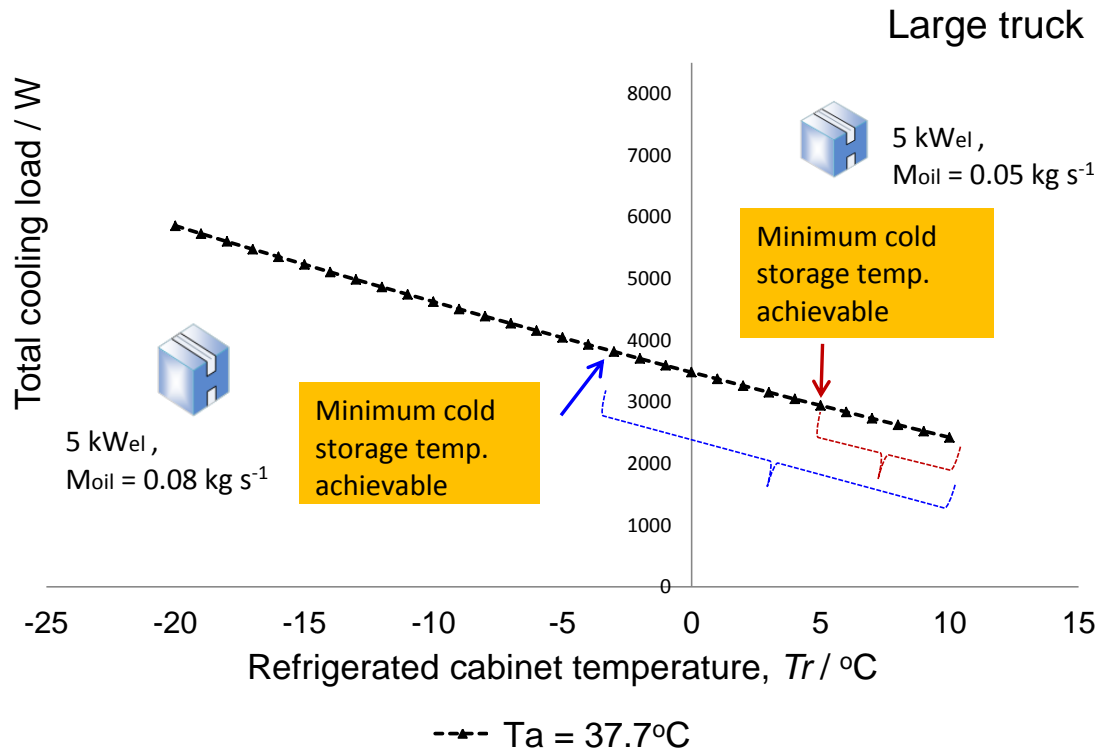 Large truck
Total cooling load / W
8000
7000
6000
5000
4000
3000
2000
1000
0
5 kWel ,
Moil = 0.05 kg s-1
Minimum cold
storage temp.
achievable
Minimum cold
storage temp.
achievable
5 kWel ,
Moil = 0.08 kg s-1
-25 -20 -15 -10 -5 0 5 10 15
Refrigerated cabinet temperature, Tr / oC
Ta = 37.7oC